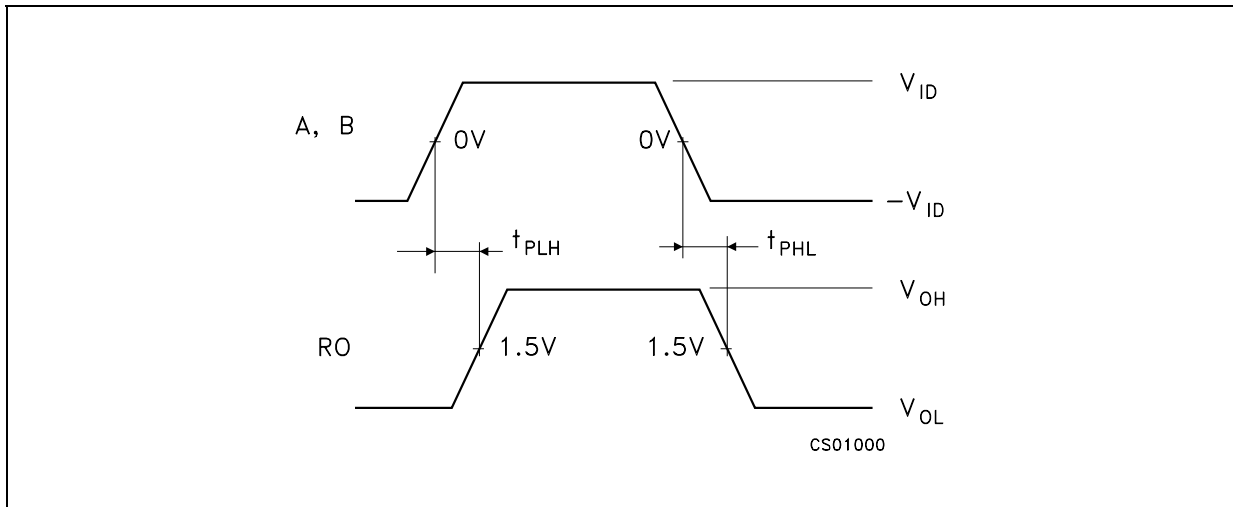 V_ID
A, B
0V 0V
-V_ID
t_PLH t_PHL
V_OH
RO
1.5V 1.5V
V_OL
CS01000